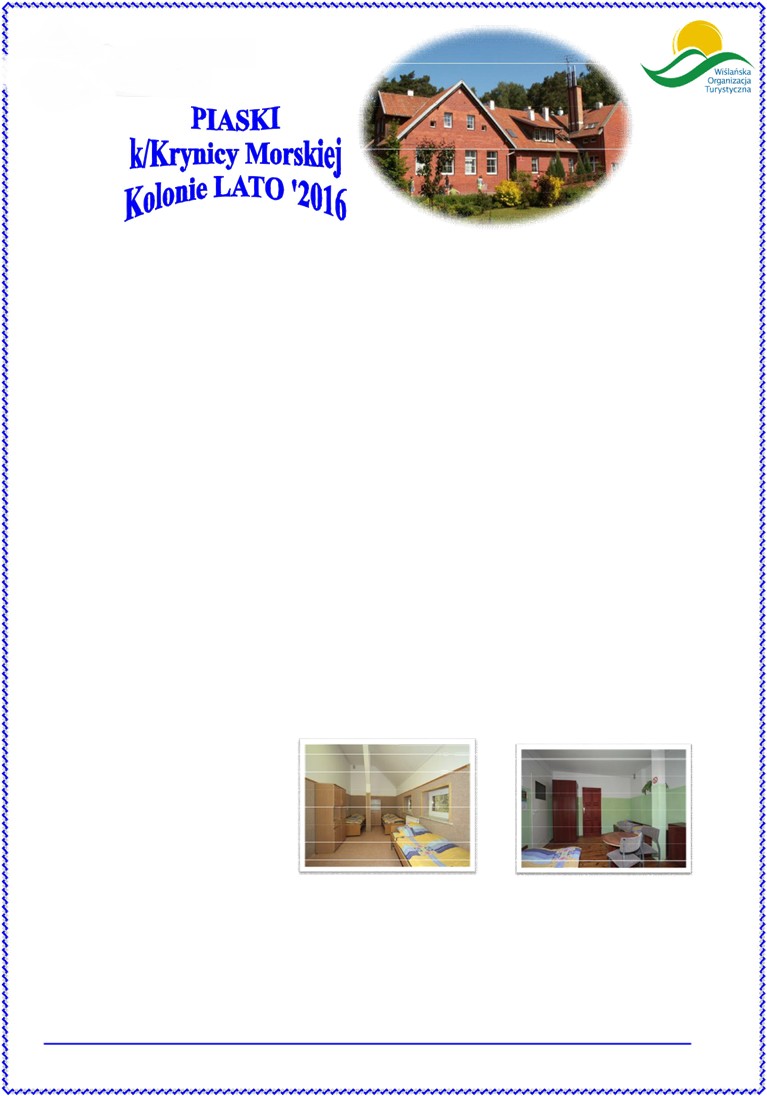 PIASKI
k/Krynicy Morskiej
Kolonie LATO '2016
Wiślańska
Organizacja
Turystyczna